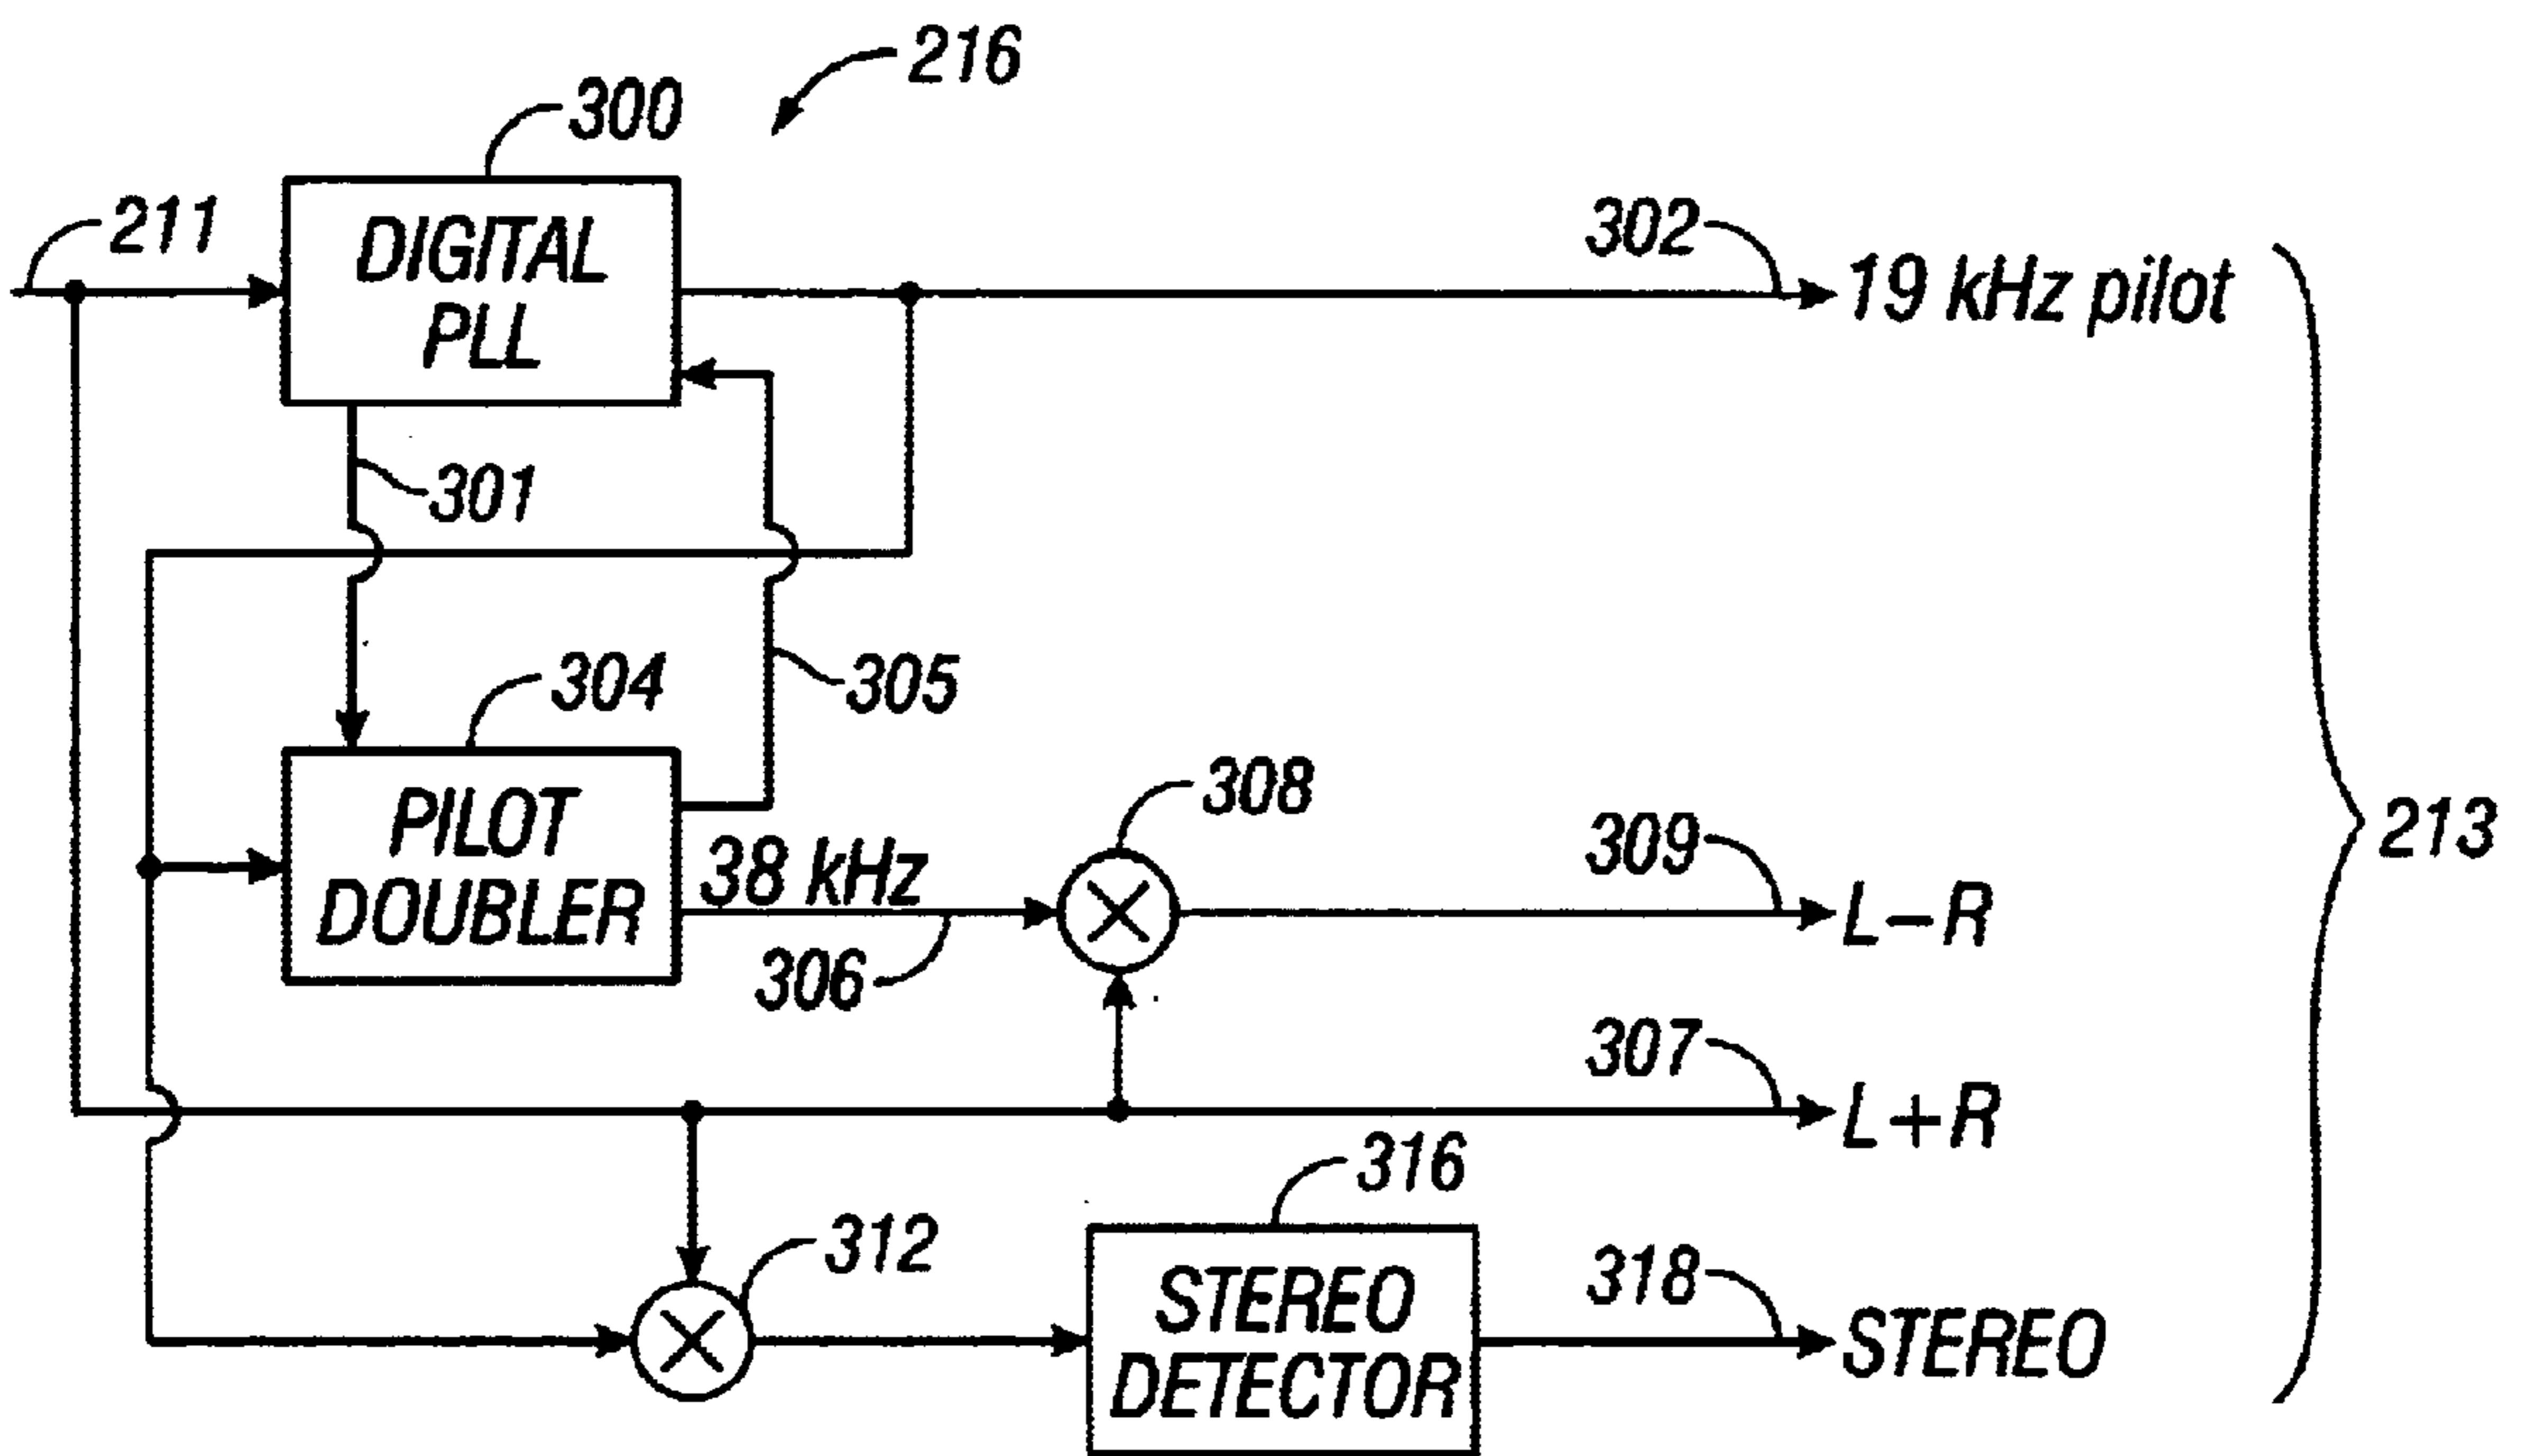 216
300
211
DIGITAL
PLL
302
19 kHz pilot
301
304
305
PILOT
DOUBLER
38 kHz
306
308
309
L–R
213
307
L+R
316
312
STEREO
DETECTOR
318
STEREO